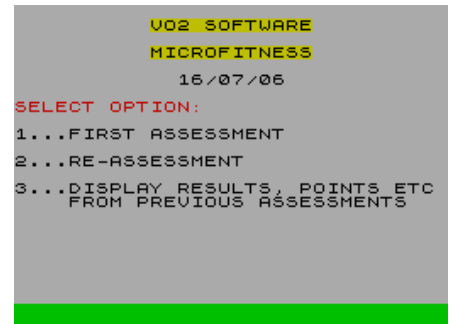 VO2 SOFTWARE
MICROFITNESS
16/07/06
SELECT OPTION:
1...FIRST ASSESSMENT
2...RE-ASSESSMENT
3...DISPLAY RESULTS, POINTS ETC
FROM PREVIOUS ASSESSMENTS